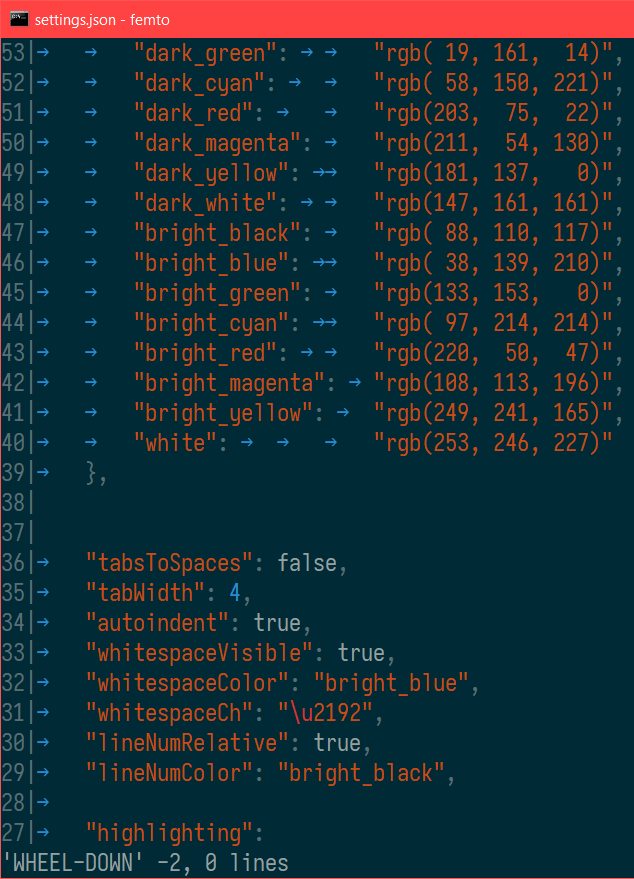 settings.json - femto
53|→   →   "dark_green": → →   "rgb( 19, 161,  14)",
52|→   →   "dark_cyan": →  →   "rgb( 58, 150, 221)",
51|→   →   "dark_red": →   →   "rgb(203,  75,  22)",
50|→   →   "dark_magenta": →   "rgb(211,  54, 130)",
49|→   →   "dark_yellow": →→   "rgb(181, 137,   0)",
48|→   →   "dark_white": → →   "rgb(147, 161, 161)",
47|→   →   "bright_black": →   "rgb( 88, 110, 117)",
46|→   →   "bright_blue": →→   "rgb( 38, 139, 210)",
45|→   →   "bright_green": →   "rgb(133, 153,   0)",
44|→   →   "bright_cyan": →→   "rgb( 97, 214, 214)",
43|→   →   "bright_red": → →   "rgb(220,  50,  47)",
42|→   →   "bright_magenta": → "rgb(108, 113, 196)",
41|→   →   "bright_yellow": →  "rgb(249, 241, 165)",
40|→   →   "white": →  →   →   "rgb(253, 246, 227)"
39|→   },
38|
37|
36|→   "tabsToSpaces": false,
35|→   "tabWidth": 4,
34|→   "autoindent": true,
33|→   "whitespaceVisible": true,
32|→   "whitespaceColor": "bright_blue",
31|→   "whitespaceCh": "\u2192",
30|→   "lineNumRelative": true,
29|→   "lineNumColor": "bright_black",
28|→
27|→   "highlighting":
'WHEEL-DOWN' -2, 0 lines